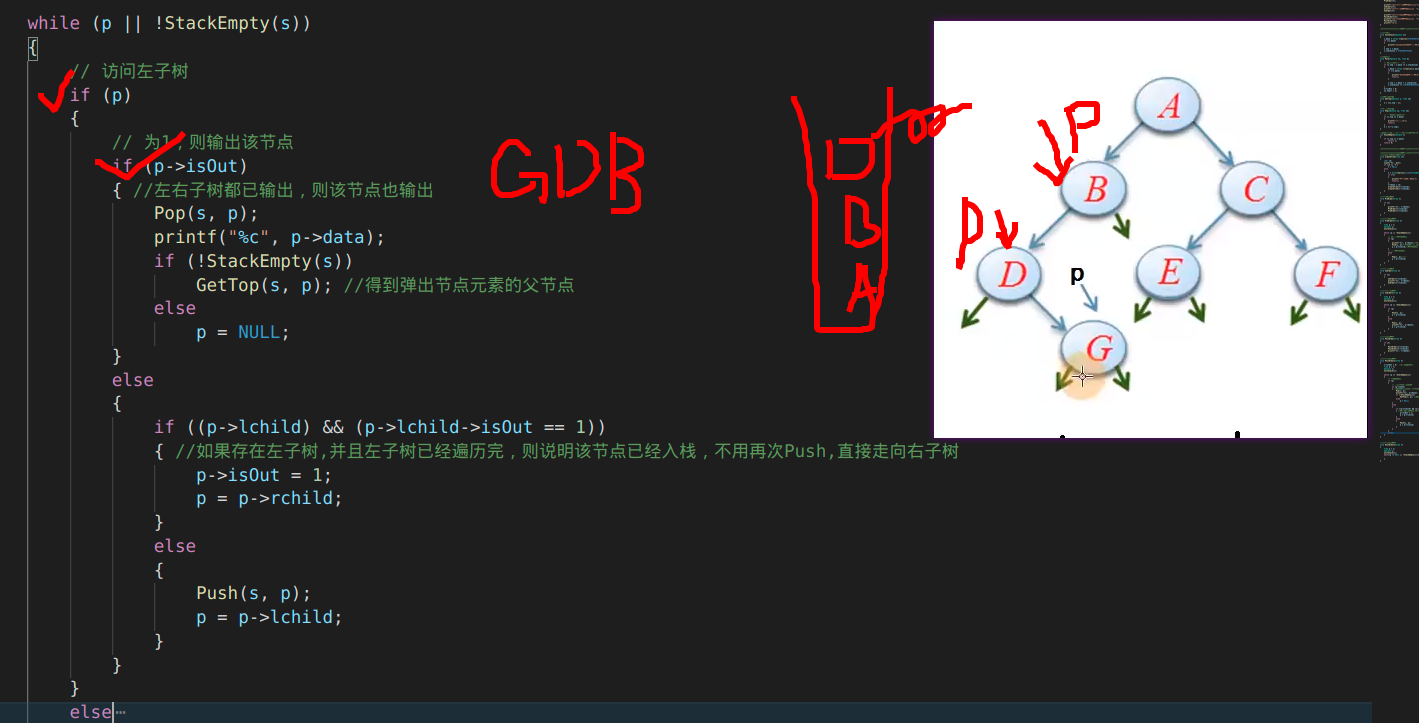 while (p || !StackEmpty(s))
{
// 访问左子树
if (p)
{
// 为1，则输出该节点
if (p->isOut)
{ //左右子树都已输出，则该节点也输出
Pop(s, p);
printf("%c", p->data);
if (!StackEmpty(s))
GetTop(s, p); //得到弹出节点元素的父节点
else
p = NULL;
}
else
{
if ((p->lchild) && (p->lchild->isOut == 1))
{ //如果存在左子树,并且左子树已经遍历完，则说明该节点已经入栈，不用再次Push,直接走向右子树
p->isOut = 1;
p = p->rchild;
}
else
{
Push(s, p);
p = p->lchild;
}
}
}
else
GDB
D
B
A
A
P
B
C
P
D
p
E
F
G